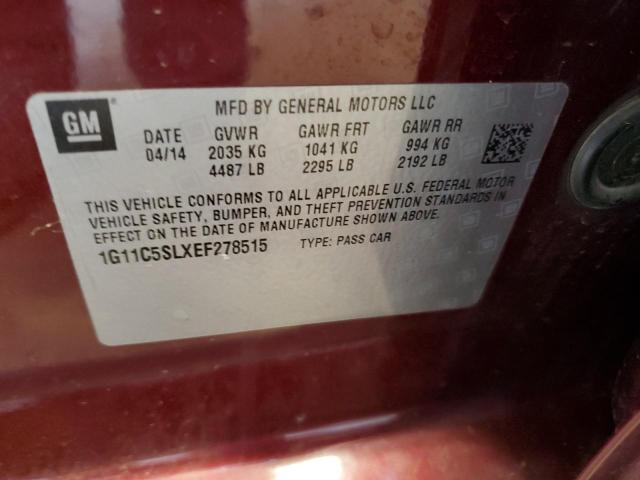 GM
MFD BY GENERAL MOTORS LLC
DATE GVWR GAWR FRT GAWR RR
04/14 2035 KG 1041 KG 994 KG
4487 LB 2295 LB 2192 LB
THIS VEHICLE CONFORMS TO ALL APPLICABLE U.S. FEDERAL MOTOR
VEHICLE SAFETY, BUMPER, AND THEFT PREVENTION STANDARDS IN
EFFECT ON THE DATE OF MANUFACTURE SHOWN ABOVE.
1G11C5SLXEF278515 TYPE: PASS CAR